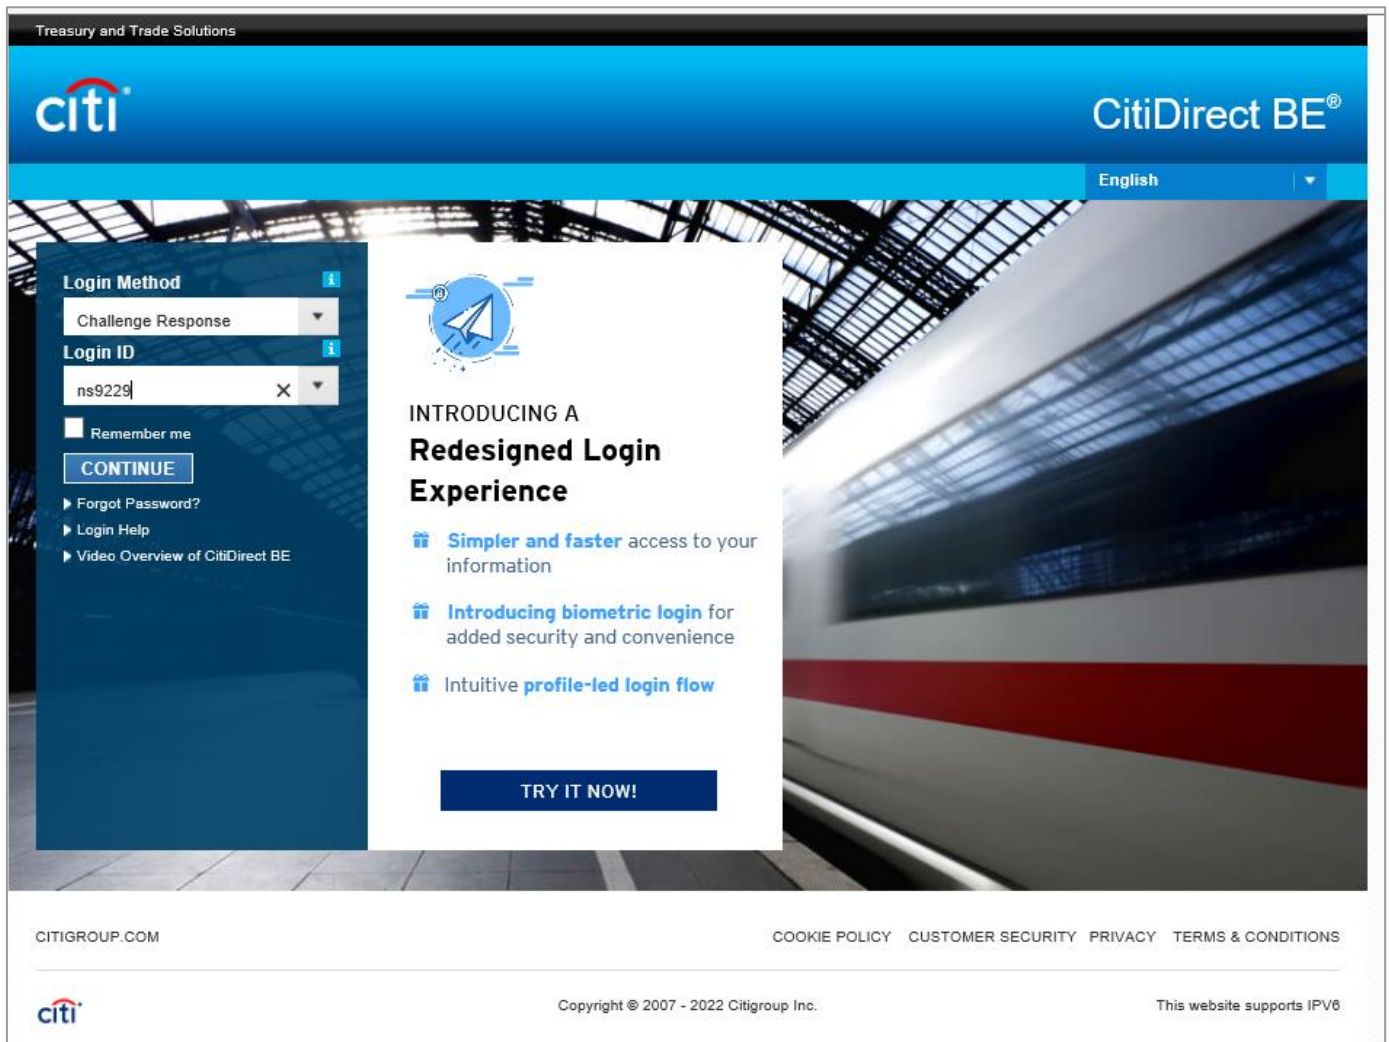 Treasury and Trade Solutions
citi®
CitiDirect BE®
English
Login Method
Challenge Response
Login ID
ns9229
Remember me
CONTINUE
Forgot Password?
Login Help
Video Overview of CitiDirect BE
INTRODUCING A
Redesigned Login
Experience
Simpler and faster access to your
information
Introducing biometric login for
added security and convenience
Intuitive profile-led login flow
TRY IT NOW!
CITIGROUP.COM
COOKIE POLICY CUSTOMER SECURITY PRIVACY TERMS & CONDITIONS
citi
Copyright © 2007 - 2022 Citigroup Inc.
This website supports IPV6